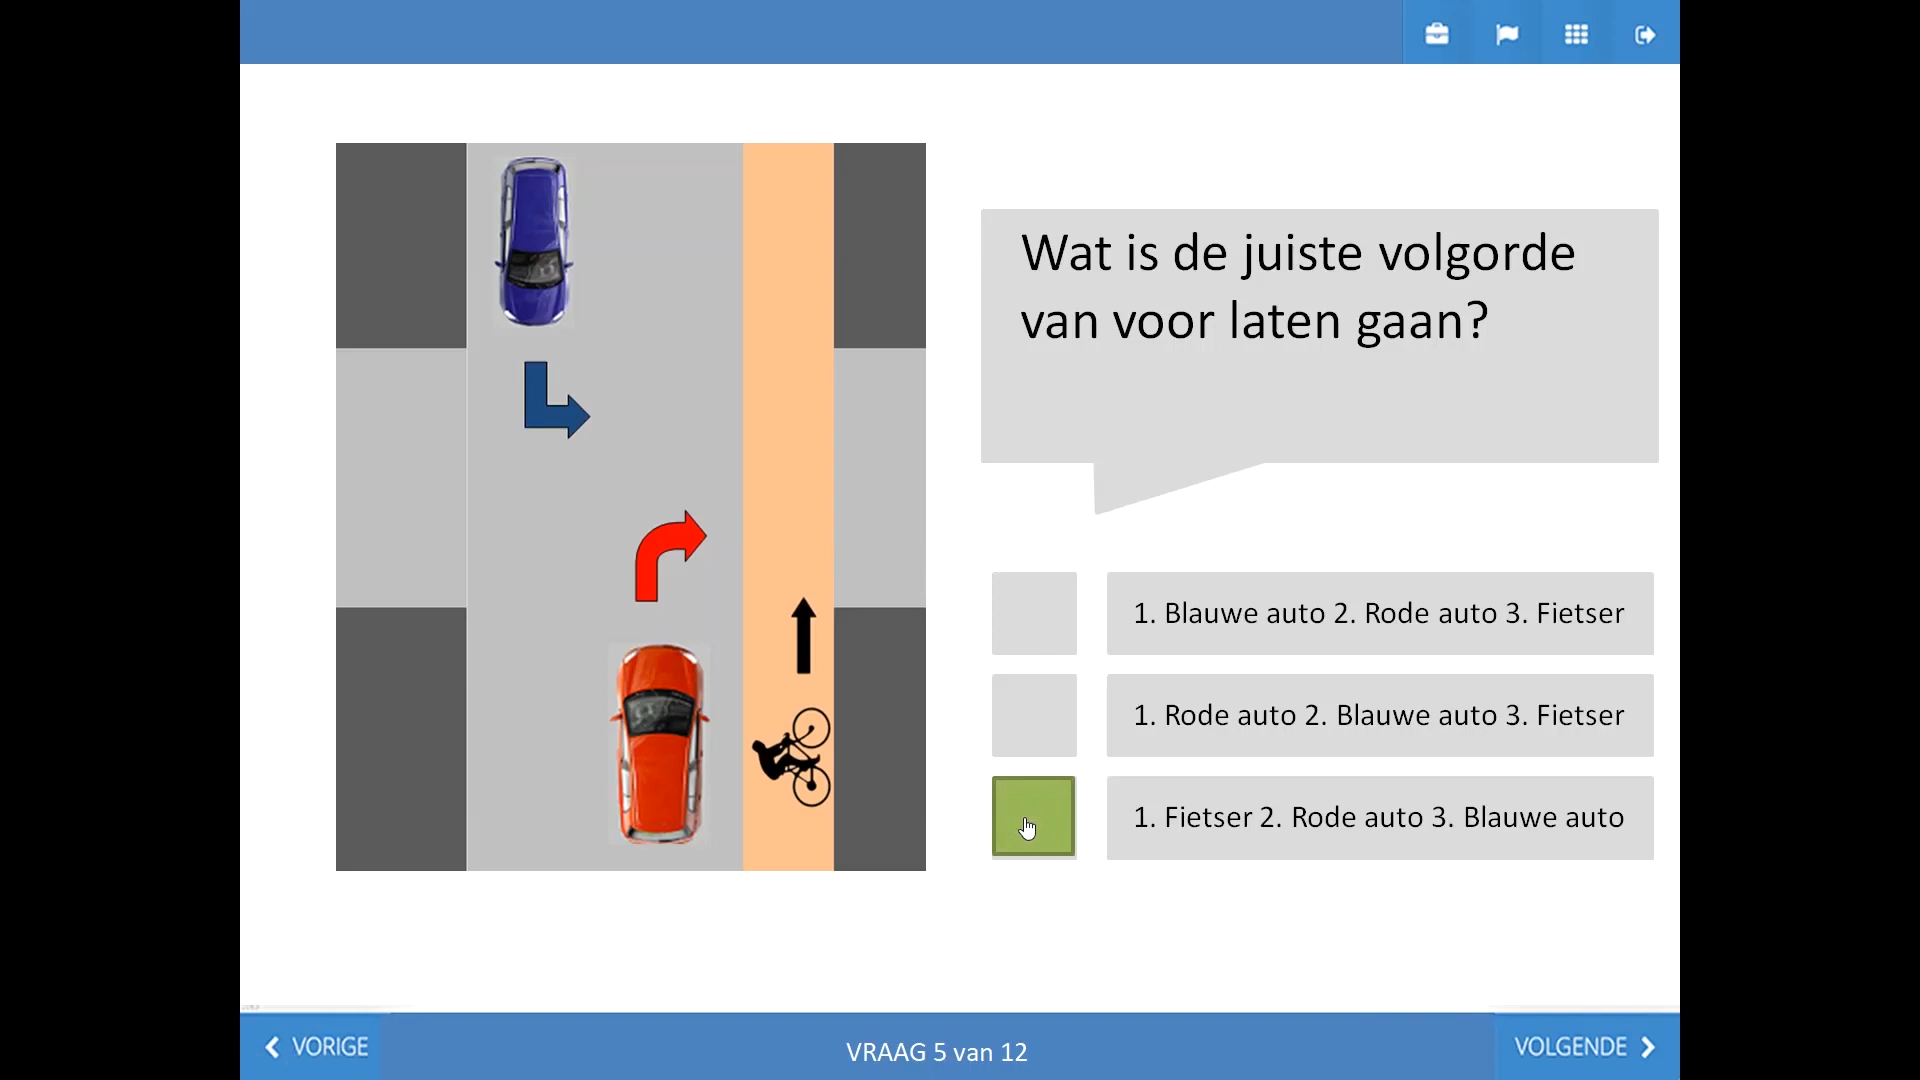 Wat is de juiste volgorde
van voor laten gaan?
1. Blauwe auto 2. Rode auto 3. Fietser
1. Rode auto 2. Blauwe auto 3. Fietser
1. Fietser 2. Rode auto 3. Blauwe auto
VORIGE
VRAAG 5 van 12
VOLGENDE